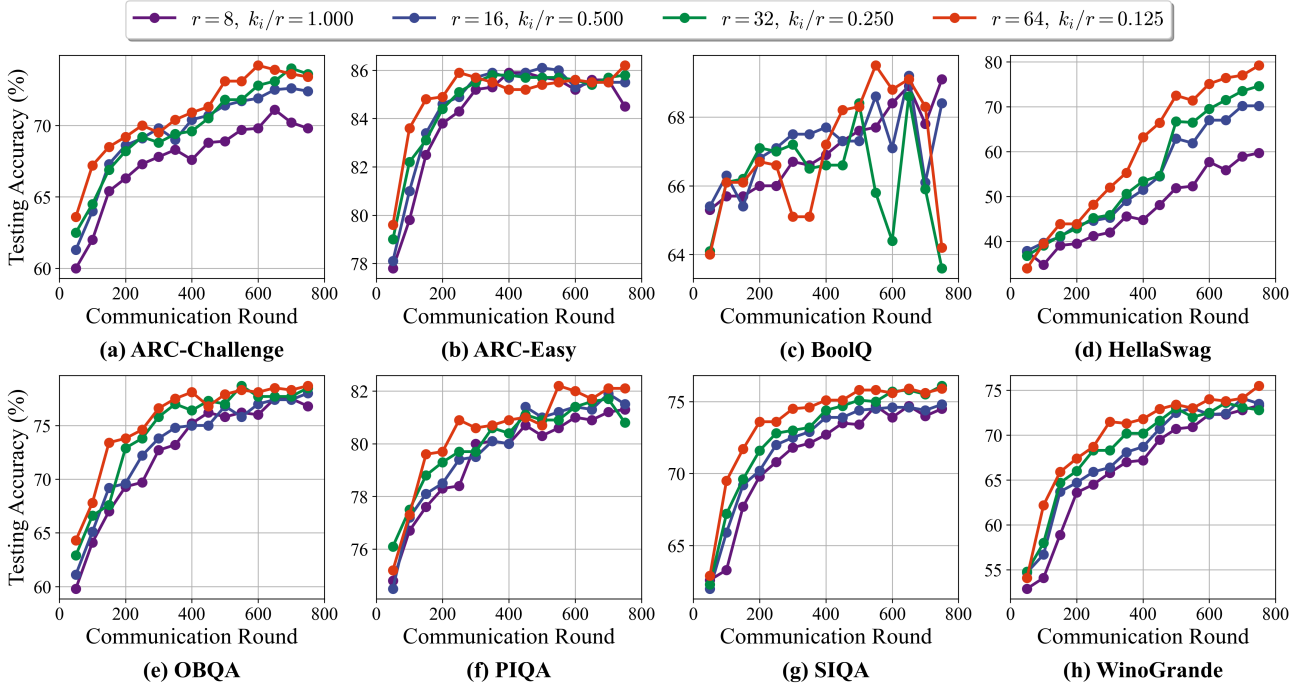 r = 8, k_i/r = 1.000 r = 16, k_i/r = 0.500 r = 32, k_i/r = 0.250 r = 64, k_i/r = 0.125
Testing Accuracy (%)
70
65
60
0 200 400 600 800
Communication Round
(a) ARC-Challenge
86
84
82
80
78
0 200 400 600 800
Communication Round
(b) ARC-Easy
68
66
64
0 200 400 600 800
Communication Round
(c) BoolQ
80
70
60
50
40
0 200 400 600 800
Communication Round
(d) HellaSwag
Testing Accuracy (%)
75
70
65
60
0 200 400 600 800
Communication Round
(e) OBQA
82
80
78
76
0 200 400 600 800
Communication Round
(f) PIQA
75
70
65
0 200 400 600 800
Communication Round
(g) SIQA
75
70
65
60
55
0 200 400 600 800
Communication Round
(h) WinoGrande